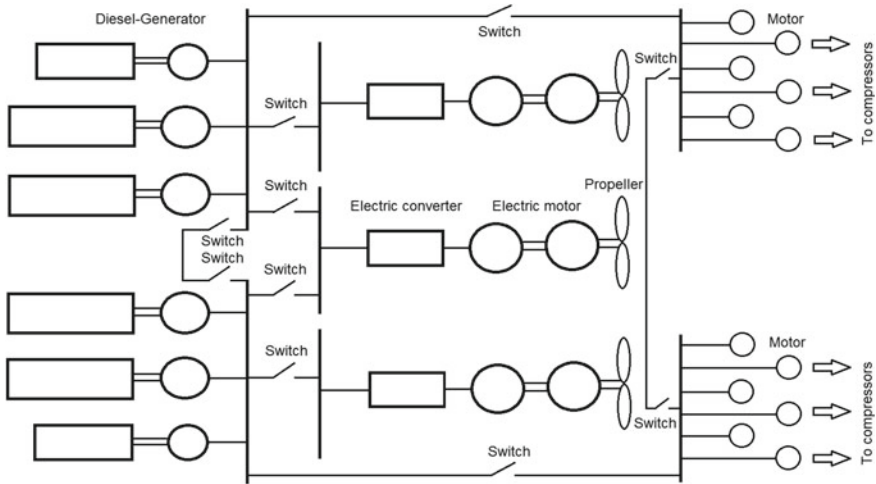 Diesel-Generator
Switch
Motor
Switch
Switch
To compressors
Switch
Propeller
Electric converter
Electric motor
Switch
Switch
Switch
Switch
Motor
Switch
Switch
To compressors